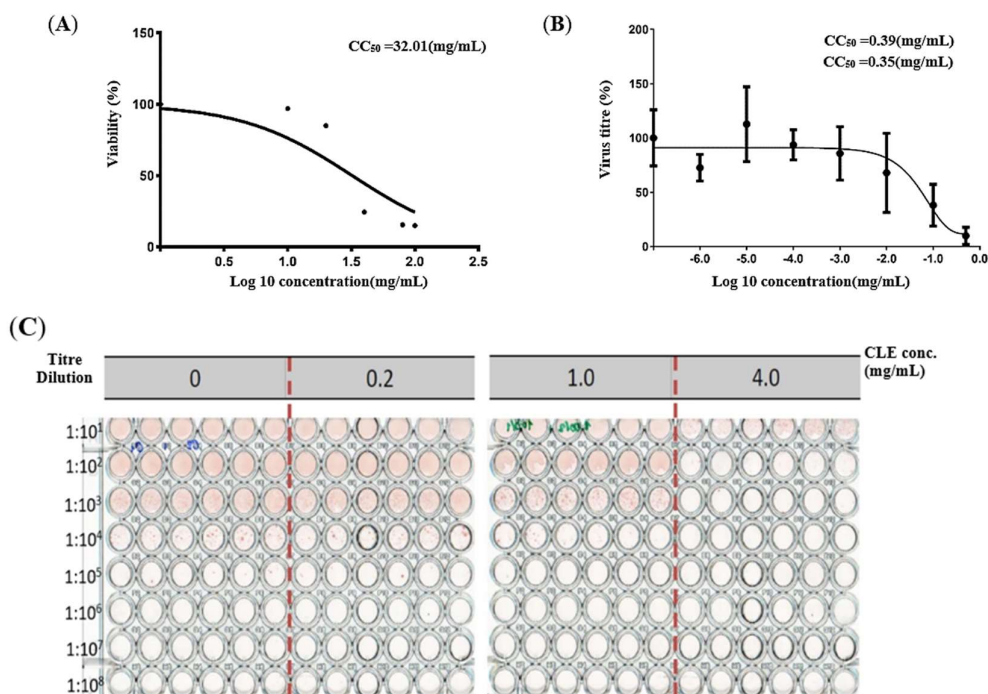 (A)
150
100
50
0
Viability (%)
CC₅₀ =32.01(mg/mL)
0.5 1.0 1.5 2.0 2.5
Log 10 concentration(mg/mL)
(B)
200
150
100
50
0
Virus titre (%)
CC₅₀ =0.39(mg/mL)
CC₅₀ =0.35(mg/mL)
-6.0 -5.0 -4.0 -3.0 -2.0 -1.0 0.0
Log 10 concentration(mg/mL)
(C)
Titre
Dilution
0 0.2 1.0 4.0
CLE conc.
(mg/mL)
1:10¹
1:10²
1:10³
1:10⁴
1:10⁵
1:10⁶
1:10⁷
1:10⁸